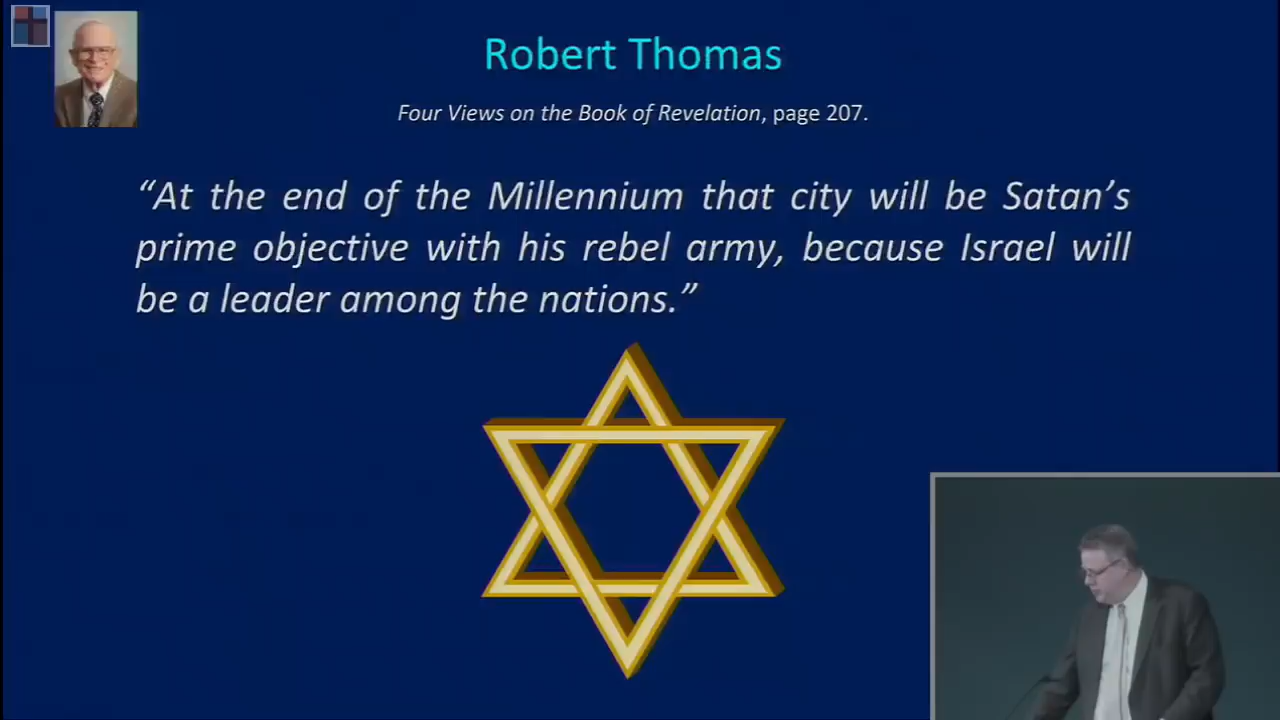 Robert Thomas
Four Views on the Book of Revelation, page 207.
“At the end of the Millennium that city will be Satan’s
prime objective with his rebel army, because Israel will
be a leader among the nations.”